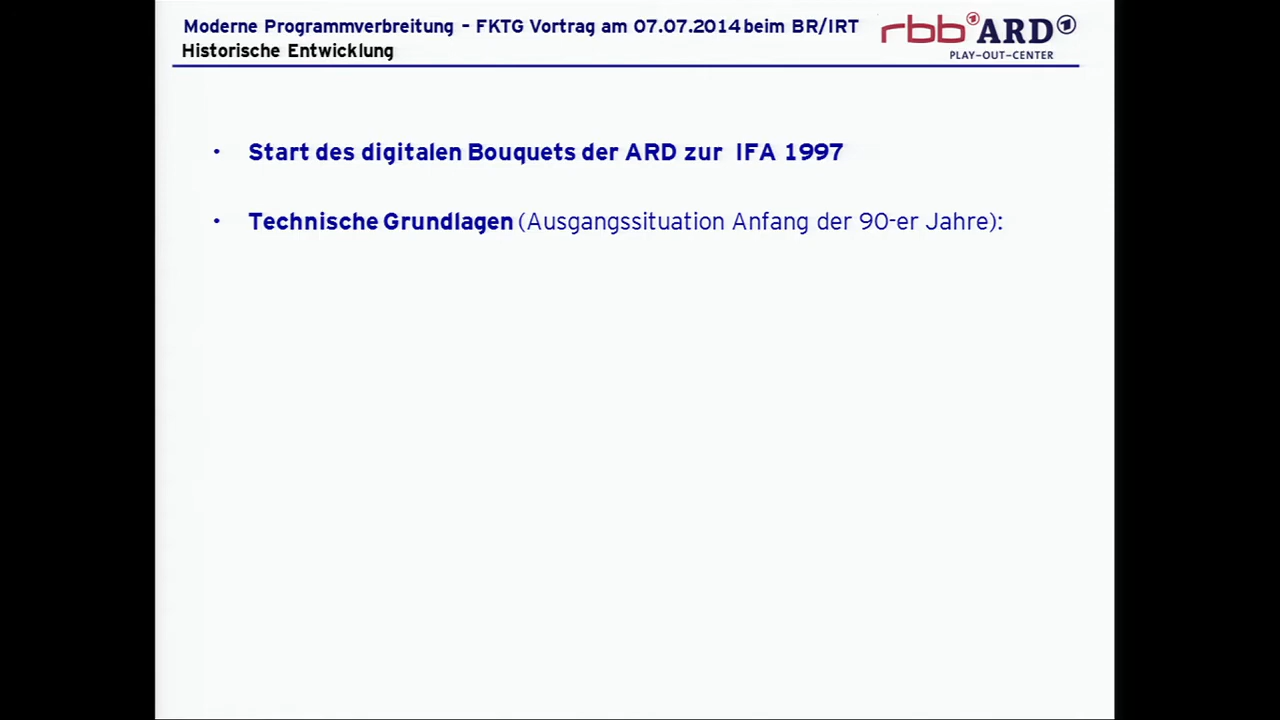 Moderne Programmverbreitung – FKTG Vortrag am 07.07.2014 beim BR/IRT
Historische Entwicklung
rbb ARD
PLAY-OUT-CENTER
• Start des digitalen Bouquets der ARD zur IFA 1997
• Technische Grundlagen (Ausgangssituation Anfang der 90-er Jahre):